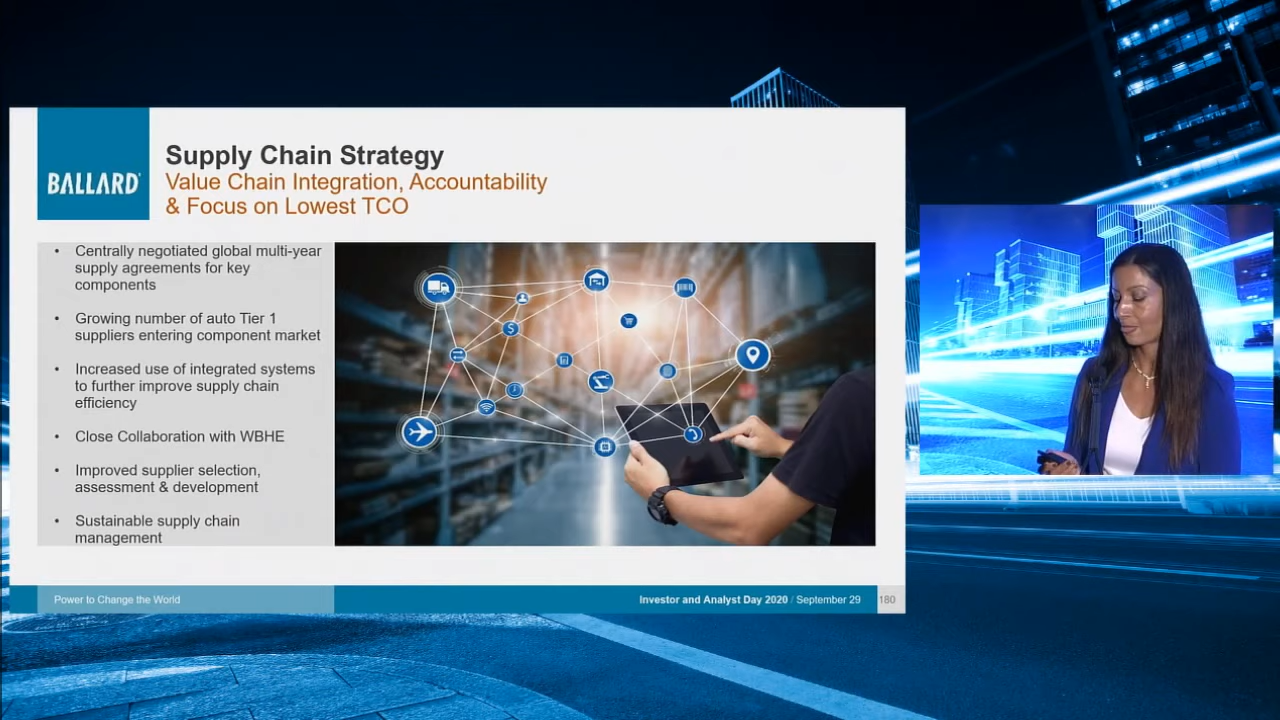 BALLARD
Supply Chain Strategy
Value Chain Integration, Accountability
& Focus on Lowest TCO
• Centrally negotiated global multi-year
supply agreements for key
components
• Growing number of auto Tier 1
suppliers entering component market
• Increased use of integrated systems
to further improve supply chain
efficiency
• Close Collaboration with WBHE
• Improved supplier selection,
assessment & development
• Sustainable supply chain
management
Power to Change the World
Investor and Analyst Day 2020 / September 29
180